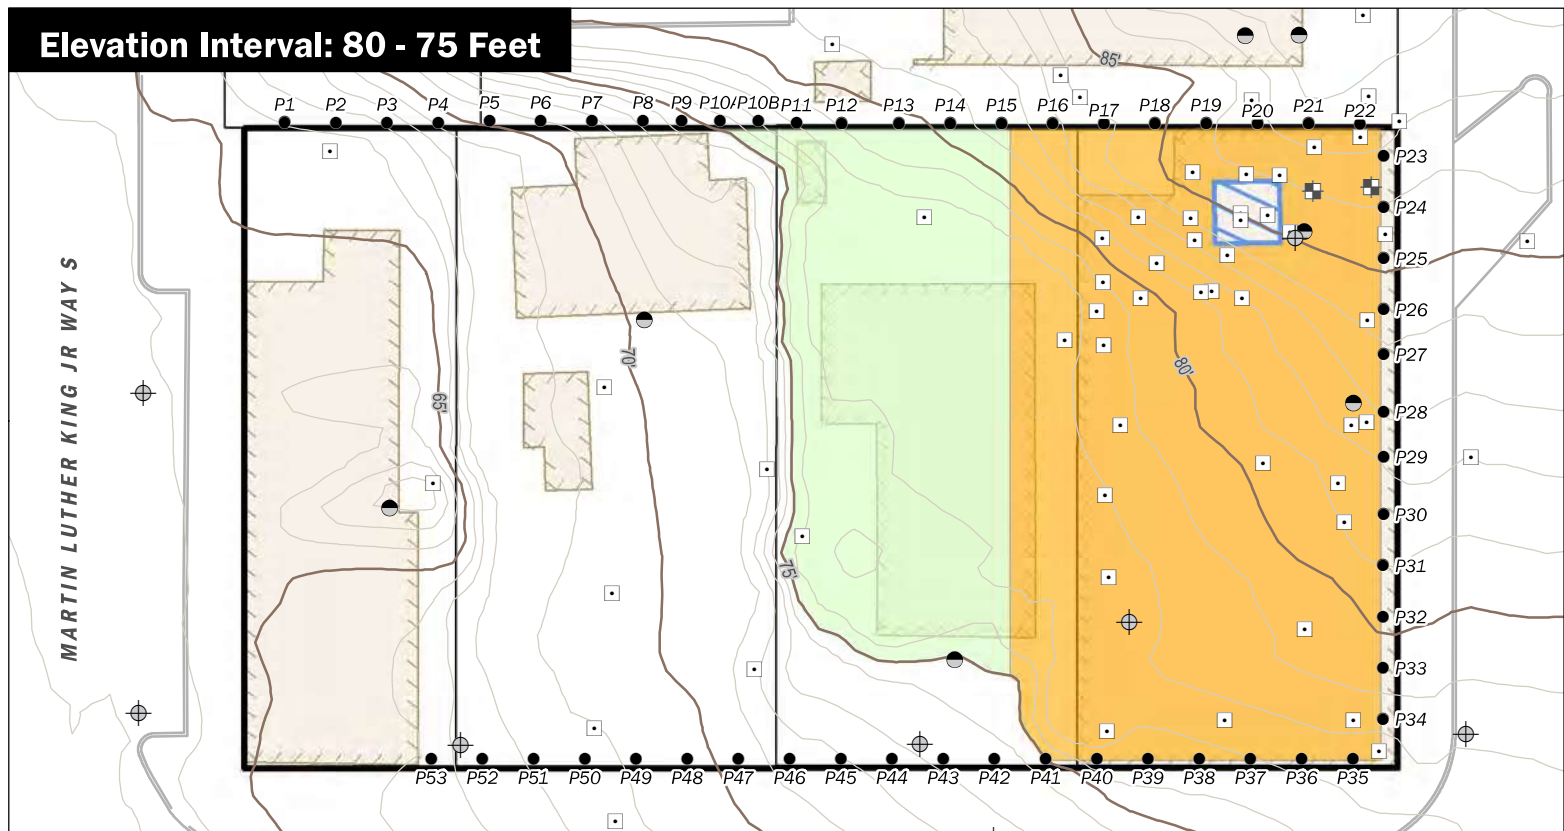 Elevation Interval: 80 - 75 Feet
85'
P1 P2 P3 P4 P5 P6 P7 P8 P9 P10A P10B P11 P12 P13 P14 P15 P16 P17 P18 P19 P20 P21 P22
P23
P24
P25
P26
P27
P28
P29
P30
P31
P32
P33
P34
MARTIN LUTHER KING JR WAY S
65'
70'
75'
80'
P53 P52 P51 P50 P49 P48 P47 P46 P45 P44 P43 P42 P41 P40 P39 P38 P37 P36 P35